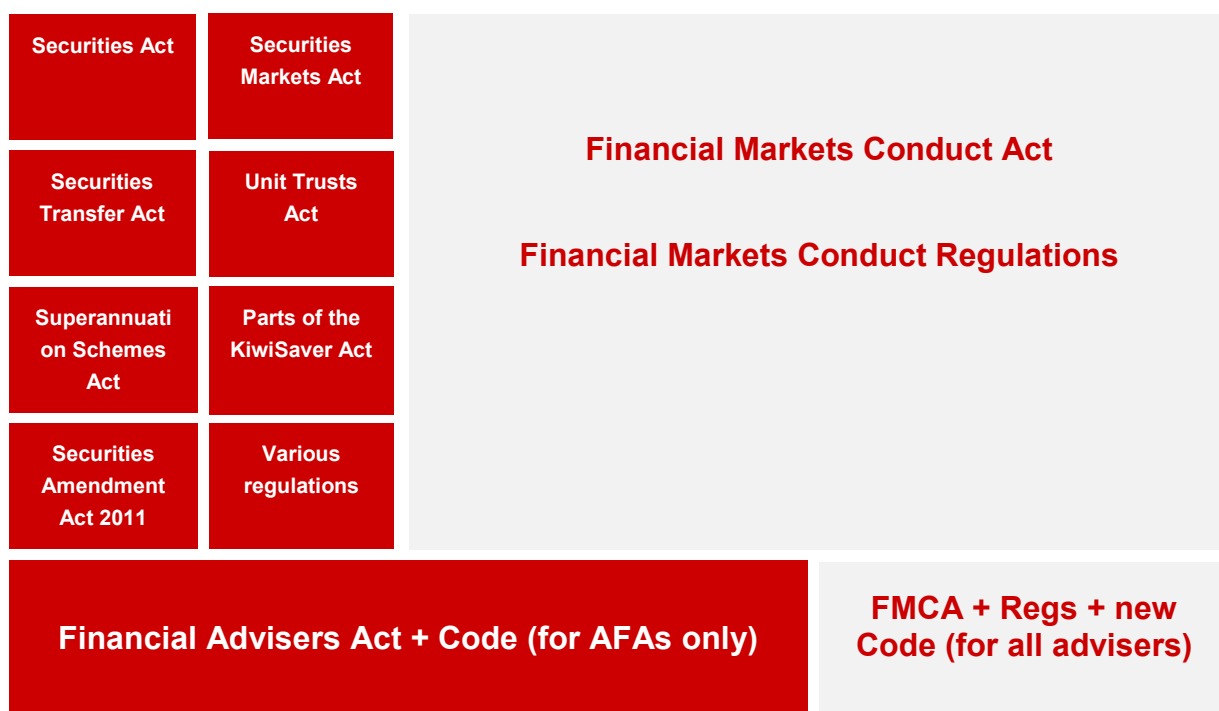 Securities Act
Securities
Markets Act
Financial Markets Conduct Act
Financial Markets Conduct Regulations
Securities
Transfer Act
Unit Trusts
Act
Superannuati
on Schemes
Act
Parts of the
KiwiSaver Act
Securities
Amendment
Act 2011
Various
regulations
Financial Advisers Act + Code (for AFAs only)
FMCA + Regs + new
Code (for all advisers)